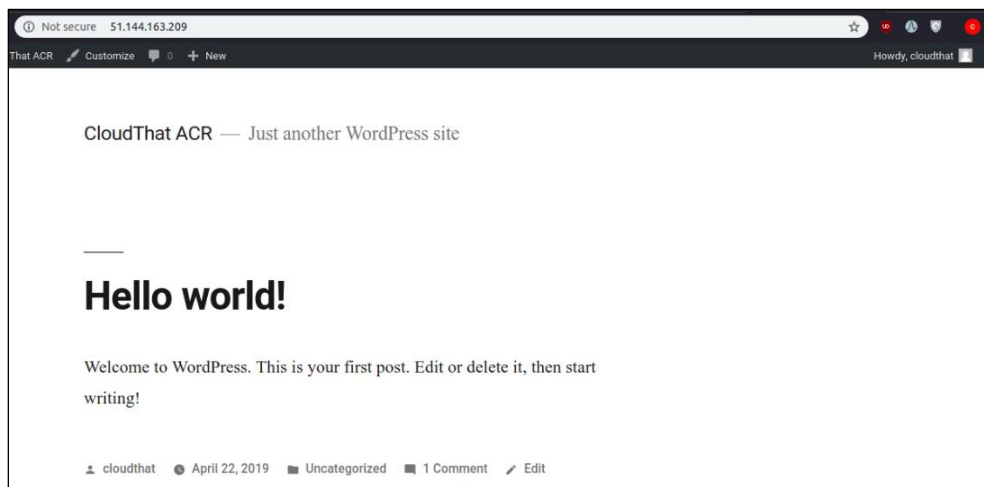 Not secure 51.144.163.209
That ACR Customize 0 + New Howdy, cloudthat
CloudThat ACR — Just another WordPress site
Hello world!
Welcome to WordPress. This is your first post. Edit or delete it, then start
writing!
cloudthat April 22, 2019 Uncategorized 1 Comment Edit